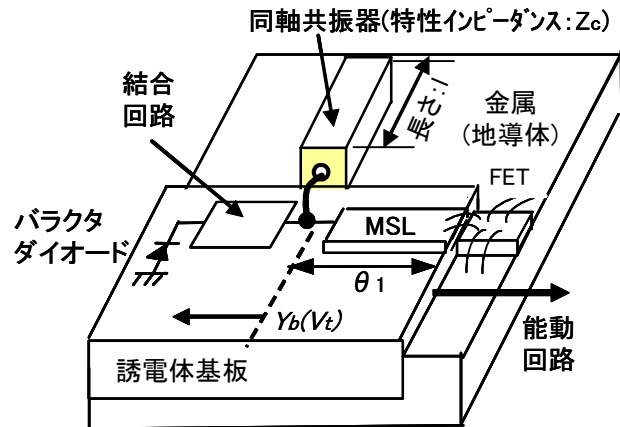 同軸共振器(特性インピーダンス:Zc)
結合
回路
長さ:l
金属
(地導体)
FET
バラクタ
ダイオード
MSL
θ1
Yb(Vt)
能動
回路
誘電体基板